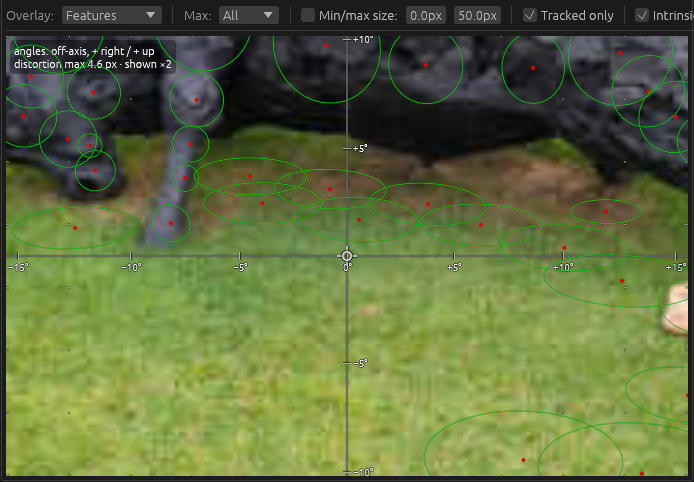 Overlay: Features Max: All Min/max size: 0.0px 50.0px Tracked only Intrinsi
angles: off-axis, + right / + up
distortion max 4.6 px · shown ×2
+10°
+5°
−15° −10° −5° 0° +5° +10° +15°
−5°
−10°